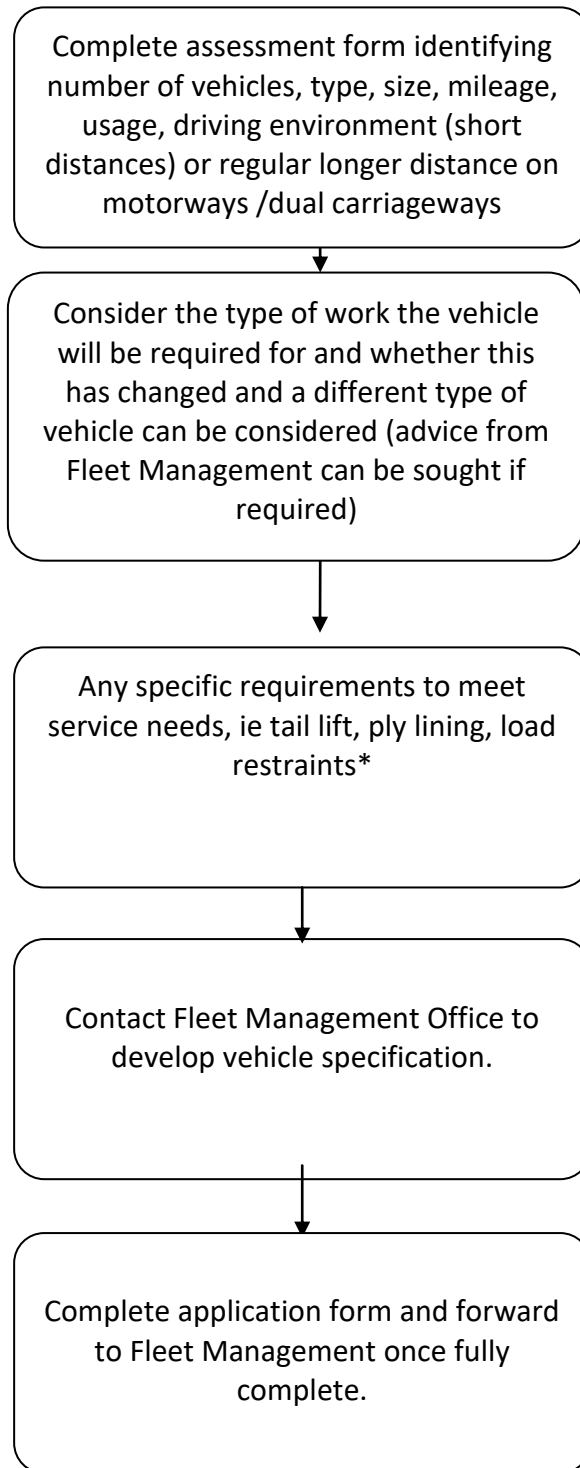 Complete assessment form identifying
number of vehicles, type, size, mileage,
usage, driving environment (short
distances) or regular longer distance on
motorways /dual carriageways
Consider the type of work the vehicle
will be required for and whether this
has changed and a different type of
vehicle can be considered (advice from
Fleet Management can be sought if
required)
Any specific requirements to meet
service needs, ie tail lift, ply lining, load
restraints*
Contact Fleet Management Office to
develop vehicle specification.
Complete application form and forward
to Fleet Management once fully
complete.